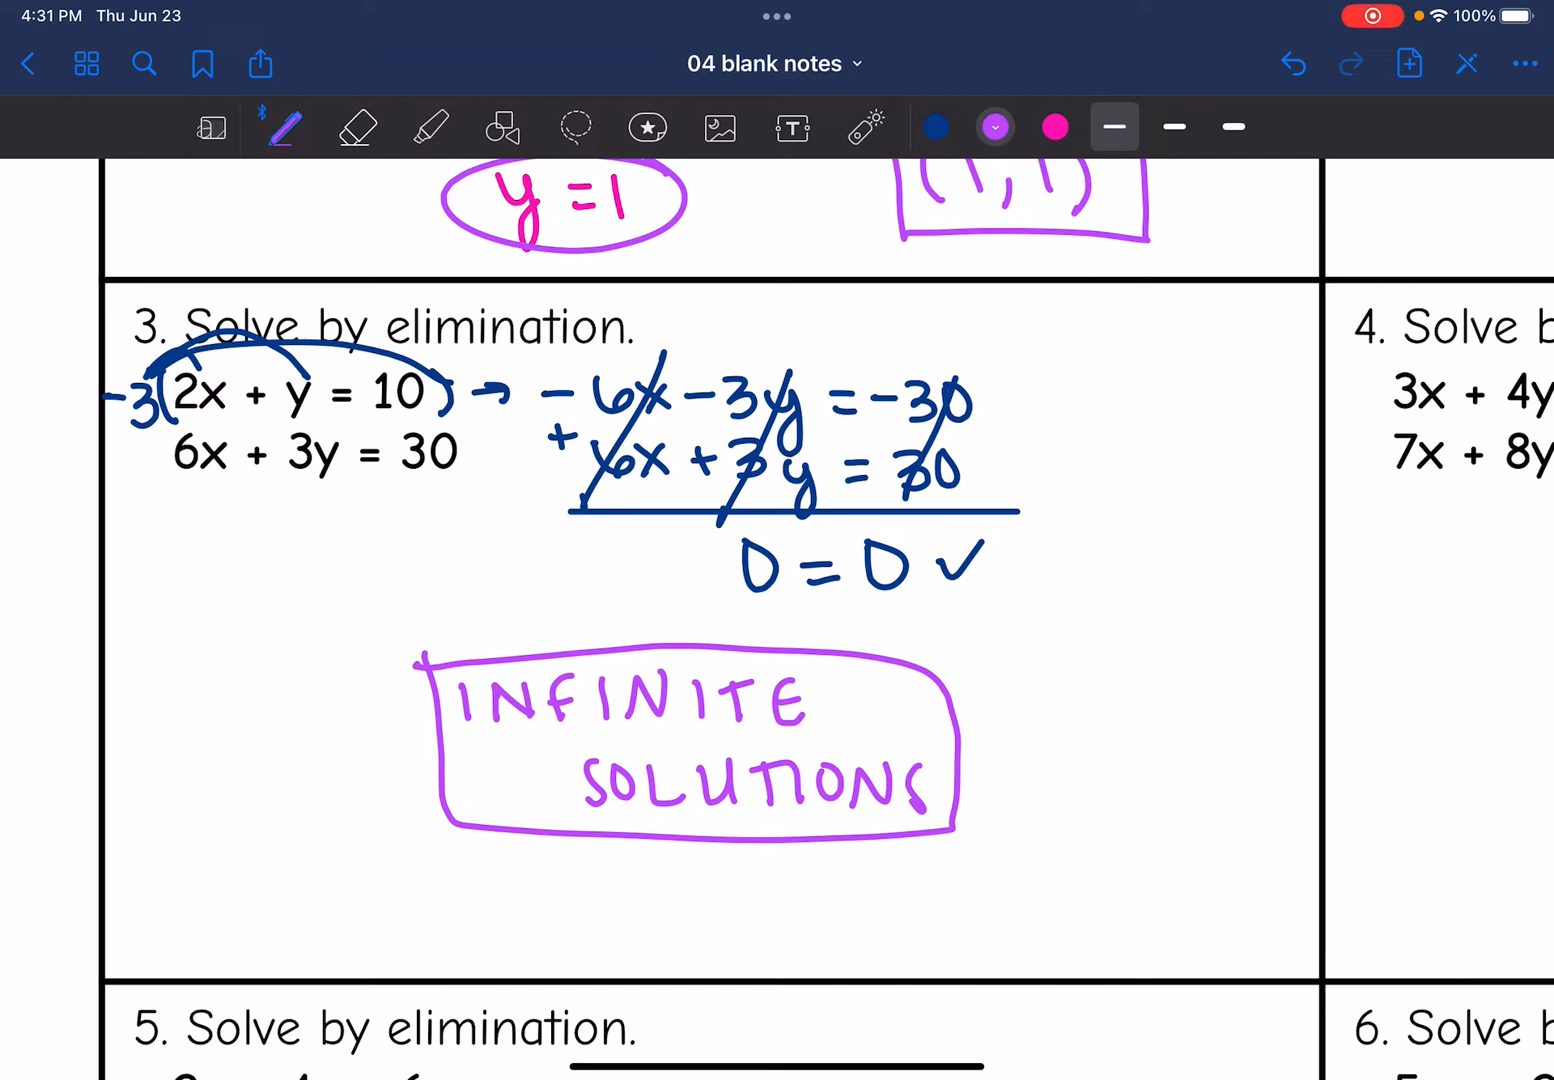 4:31 PM Thu Jun 23
100%
04 blank notes
T
y = 1
(1, 1)
3. Solve by elimination.
-3(2x + y = 10) → -6x - 3y = -30
6x + 3y = 30
+ 6x + 3y = 30
0 = 0 ✓
INFINITE
SOLUTIONS
4. Solve b
3x + 4y
7x + 8y
5. Solve by elimination.
6. Solve b